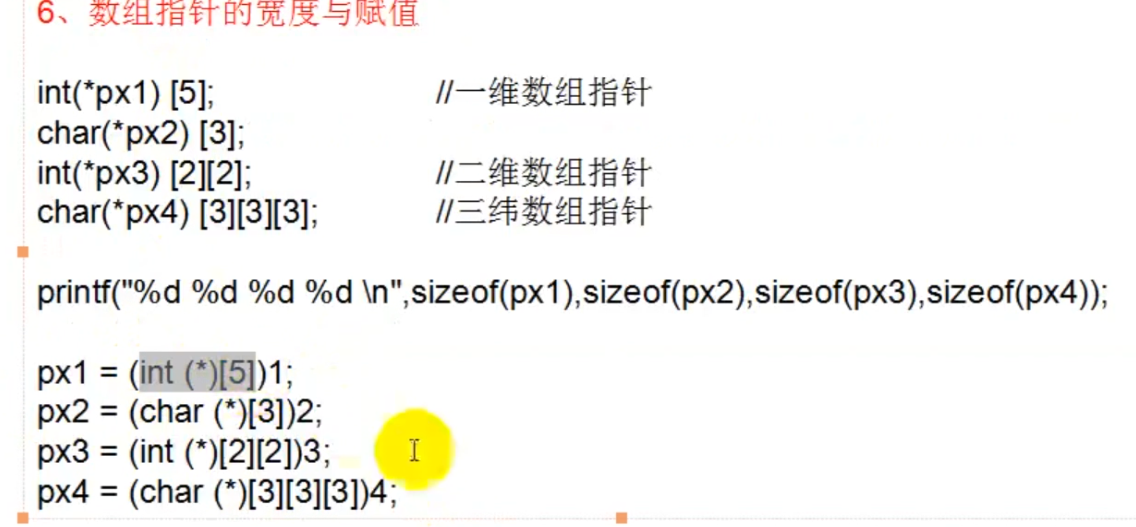 6、数组指针的宽度与赋值
int(*px1) [5]; //一维数组指针
char(*px2) [3];
int(*px3) [2][2]; //二维数组指针
char(*px4) [3][3][3]; //三纬数组指针
printf("%d %d %d %d \n",sizeof(px1),sizeof(px2),sizeof(px3),sizeof(px4));
px1 = (int (*)[5])1;
px2 = (char (*)[3])2;
px3 = (int (*)[2][2])3;
px4 = (char (*)[3][3][3])4;